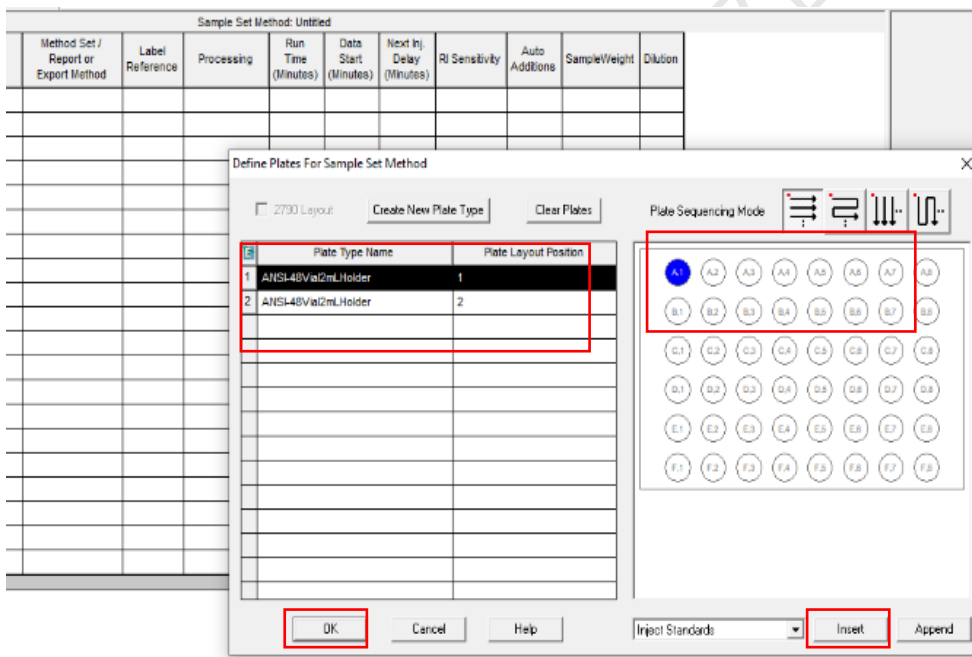 Sample Set Method: Untitled
Method Set / Report or Export Method
Label Reference
Processing
Run Time (Minutes)
Data Start (Minutes)
Next Inj. Delay (Minutes)
RI Sensitivity
Auto Additions
SampleWeight
Dilution
Define Plates For Sample Set Method
2790 Layout
Create New Plate Type
Clear Plates
Plate Sequencing Mode
Plate Type Name Plate Layout Position
1 ANSI-48Vial2mLHolder 1
2 ANSI-48Vial2mLHolder 2
A,1 A,2 A,3 A,4 A,5 A,6 A,7 A,8
B,1 B,2 B,3 B,4 B,5 B,6 B,7 B,8
C,1 C,2 C,3 C,4 C,5 C,6 C,7 C,8
D,1 D,2 D,3 D,4 D,5 D,6 D,7 D,8
E,1 E,2 E,3 E,4 E,5 E,6 E,7 E,8
F,1 F,2 F,3 F,4 F,5 F,6 F,7 F,8
OK Cancel Help Inject Standards Insert Append